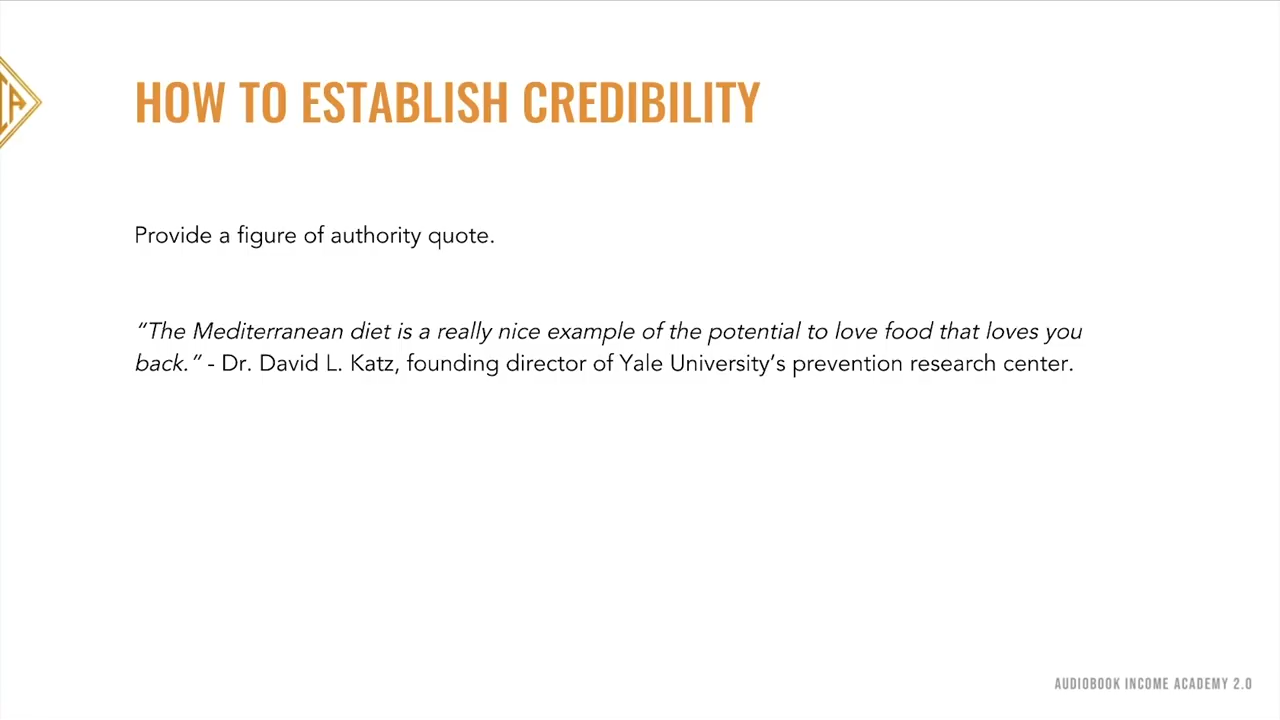 HOW TO ESTABLISH CREDIBILITY
Provide a figure of authority quote.
“The Mediterranean diet is a really nice example of the potential to love food that loves you
back.” - Dr. David L. Katz, founding director of Yale University’s prevention research center.
AUDIOBOOK INCOME ACADEMY 2.0